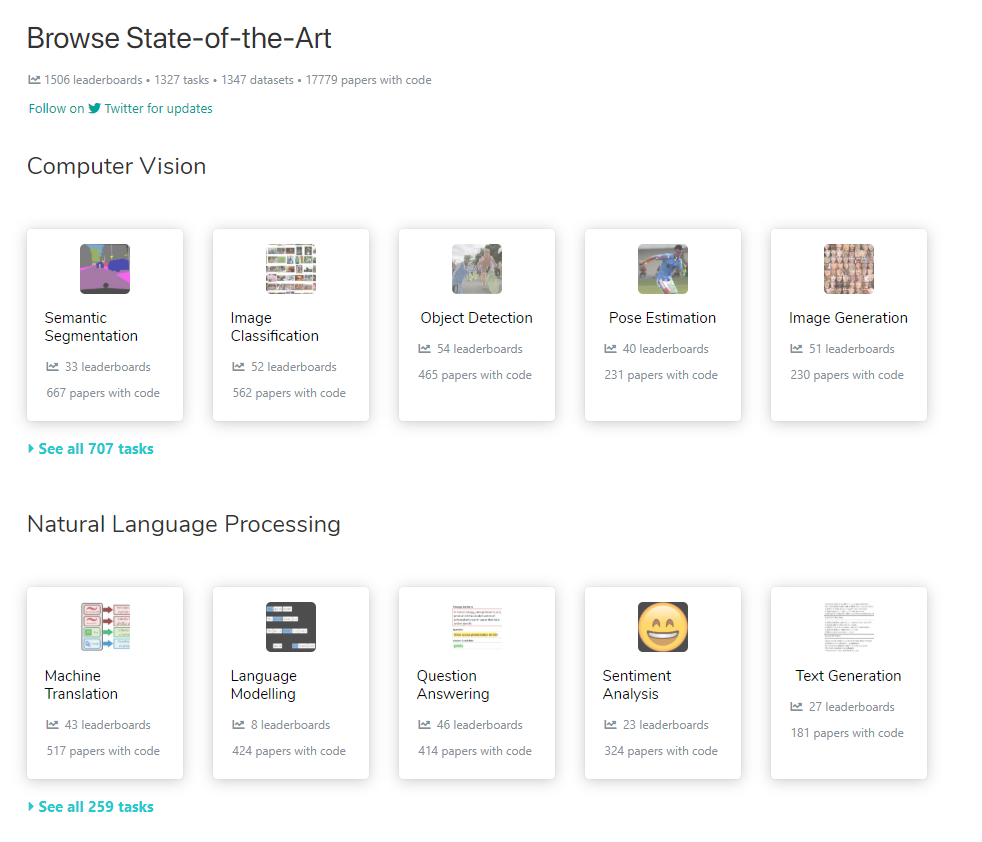 Browse State-of-the-Art
1506 leaderboards • 1327 tasks • 1347 datasets • 17779 papers with code
Follow on Twitter for updates
Computer Vision
Semantic
Segmentation
33 leaderboards
667 papers with code
Image
Classification
52 leaderboards
562 papers with code
Object Detection
54 leaderboards
465 papers with code
Pose Estimation
40 leaderboards
231 papers with code
Image Generation
51 leaderboards
230 papers with code
See all 707 tasks
Natural Language Processing
Machine
Translation
43 leaderboards
517 papers with code
Language
Modelling
8 leaderboards
424 papers with code
Question
Answering
46 leaderboards
414 papers with code
Sentiment
Analysis
23 leaderboards
324 papers with code
Text Generation
27 leaderboards
181 papers with code
See all 259 tasks